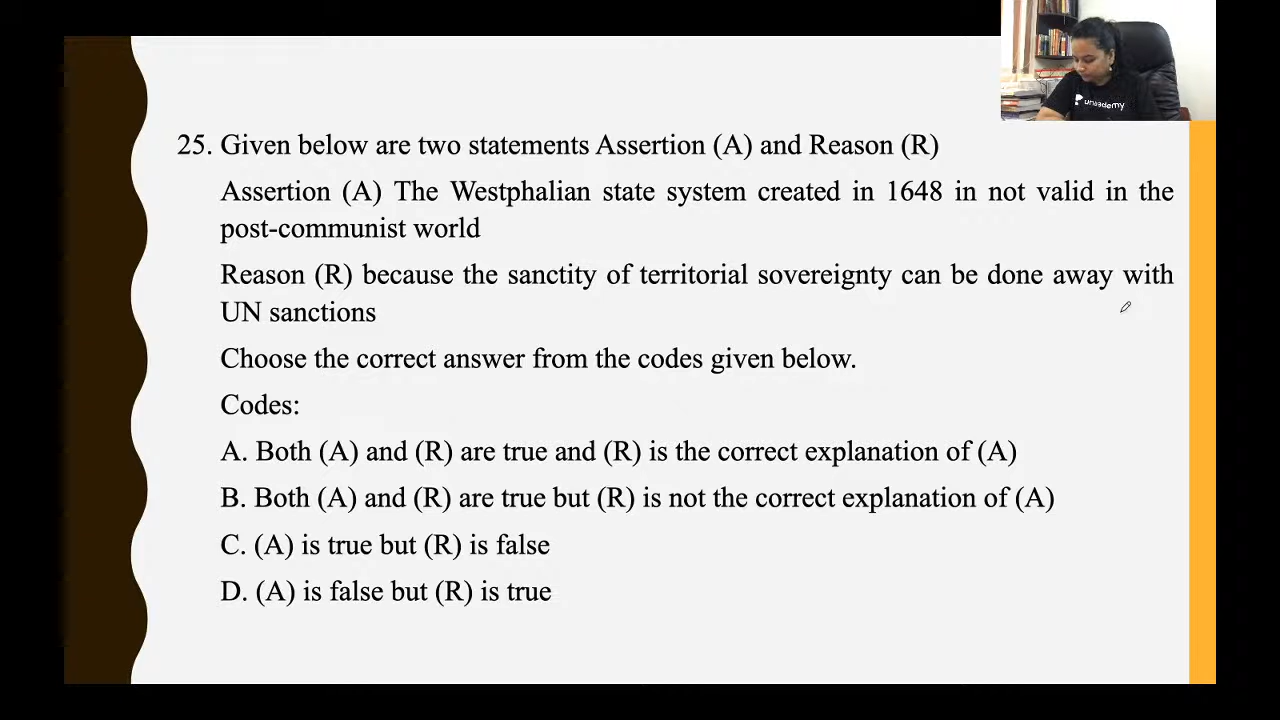 unacademy
25. Given below are two statements Assertion (A) and Reason (R)
Assertion (A) The Westphalian state system created in 1648 in not valid in the
post-communist world
Reason (R) because the sanctity of territorial sovereignty can be done away with
UN sanctions
Choose the correct answer from the codes given below.
Codes:
A. Both (A) and (R) are true and (R) is the correct explanation of (A)
B. Both (A) and (R) are true but (R) is not the correct explanation of (A)
C. (A) is true but (R) is false
D. (A) is false but (R) is true